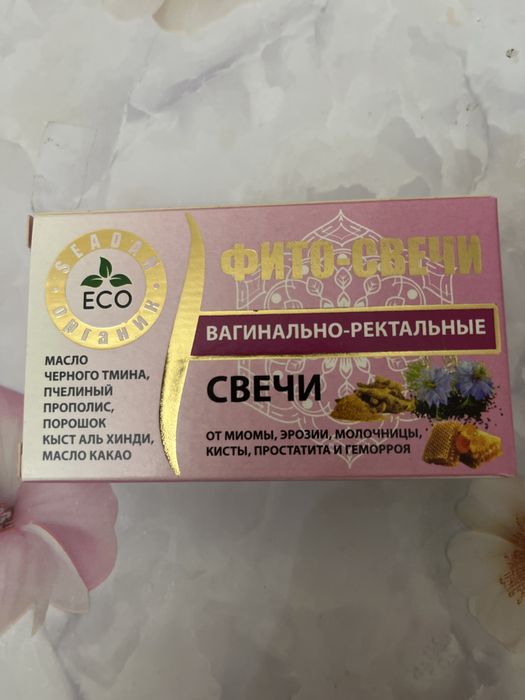 SEADAN
ОРГАНИК
ECO
ФИТО-СВЕЧИ
ВАГИНАЛЬНО-РЕКТАЛЬНЫЕ
СВЕЧИ
ОТ МИОМЫ, ЭРОЗИИ, МОЛОЧНИЦЫ,
КИСТЫ, ПРОСТАТИТА И ГЕМОРРОЯ
МАСЛО
ЧЕРНОГО ТМИНА,
ПЧЕЛИНЫЙ
ПРОПОЛИС,
ПОРОШОК
КЫСТ АЛЬ ХИНДИ,
МАСЛО КАКАО